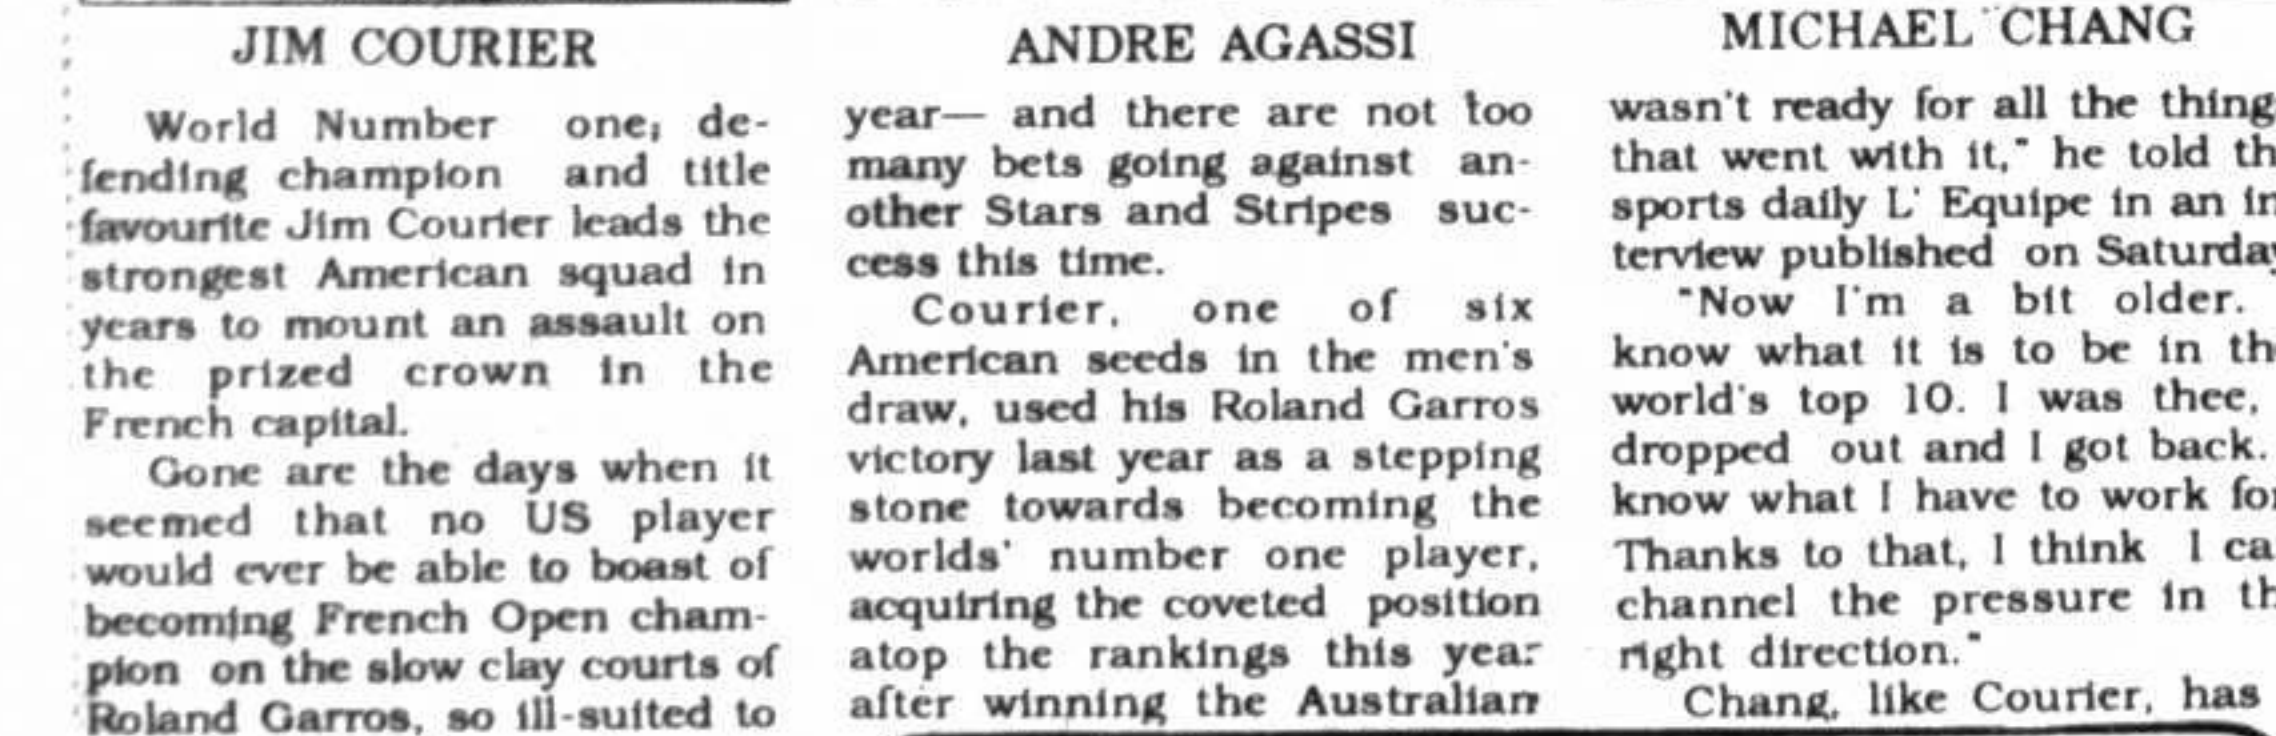 JIM COURIER
World Number one, de-
fending champion and title
favourite Jim Courier leads the
strongest American squad in
years to mount an assault on
the prized crown in the
French capital.
Gone are the days when it
seemed that no US player
would ever be able to boast of
becoming French Open cham-
pion on the slow clay courts of
Roland Garros, so ill-suited to
ANDRE AGASSI
year— and there are not too
many bets going against an-
other Stars and Stripes suc-
cess this time.
Courier, one of six
American seeds in the men's
draw, used his Roland Garros
victory last year as a stepping
stone towards becoming the
worlds' number one player,
acquiring the coveted position
atop the rankings this year
after winning the Australian
MICHAEL CHANG
wasn't ready for all the thing
that went with it," he told th
sports daily L' Equipe in an in
terview published on Saturday
"Now I'm a bit older.
know what it is to be in the
world's top 10. I was thee,
dropped out and I got back.
know what I have to work for
Thanks to that, I think I ca
channel the pressure in th
right direction."
Chang, like Courier, has